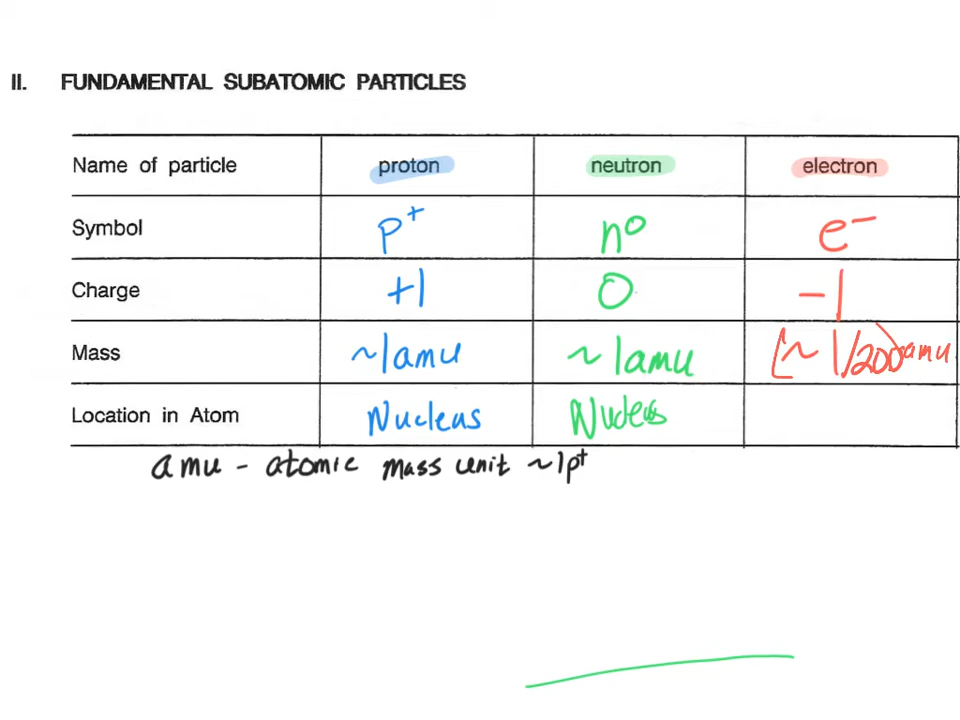 II. FUNDAMENTAL SUBATOMIC PARTICLES
Name of particle proton neutron electron
Symbol p⁺ n⁰ e⁻
Charge +1 0 -1
Mass ~1amu ~1amu ~1/2000amu
Location in Atom Nucleus Nucleus
amu - atomic mass unit ~1p⁺